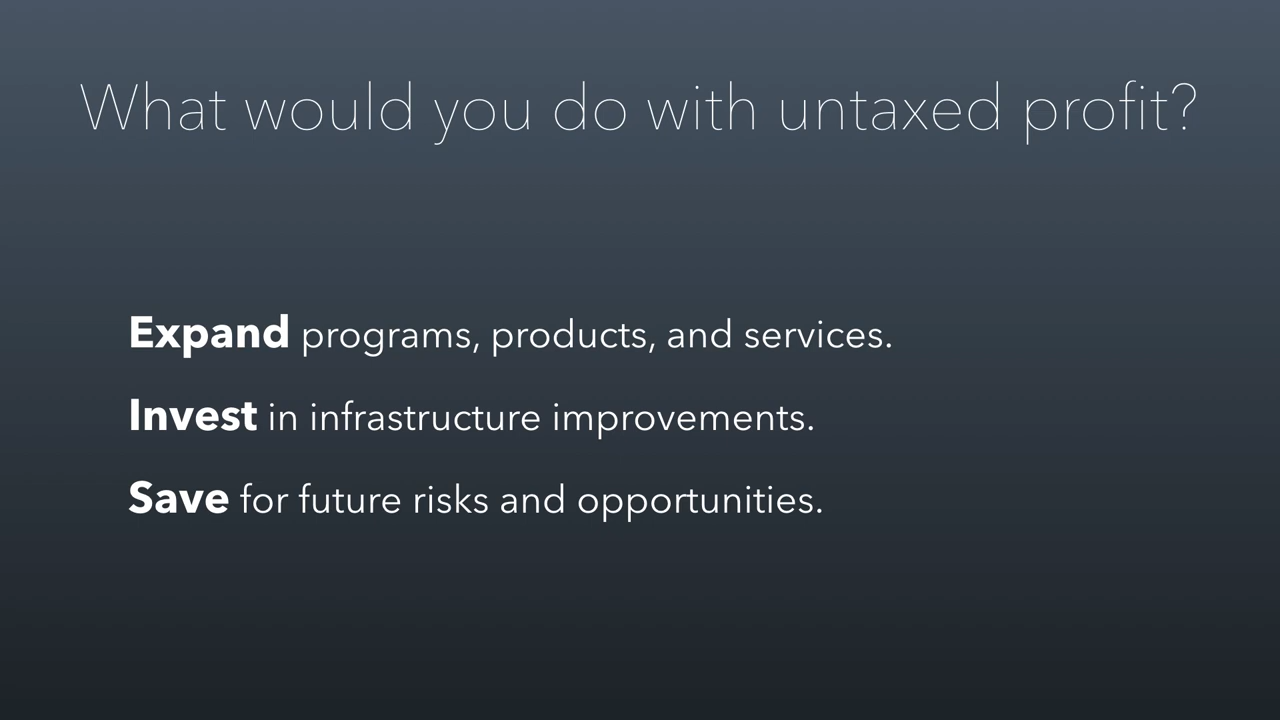 What would you do with untaxed profit?
Expand programs, products, and services.
Invest in infrastructure improvements.
Save for future risks and opportunities.